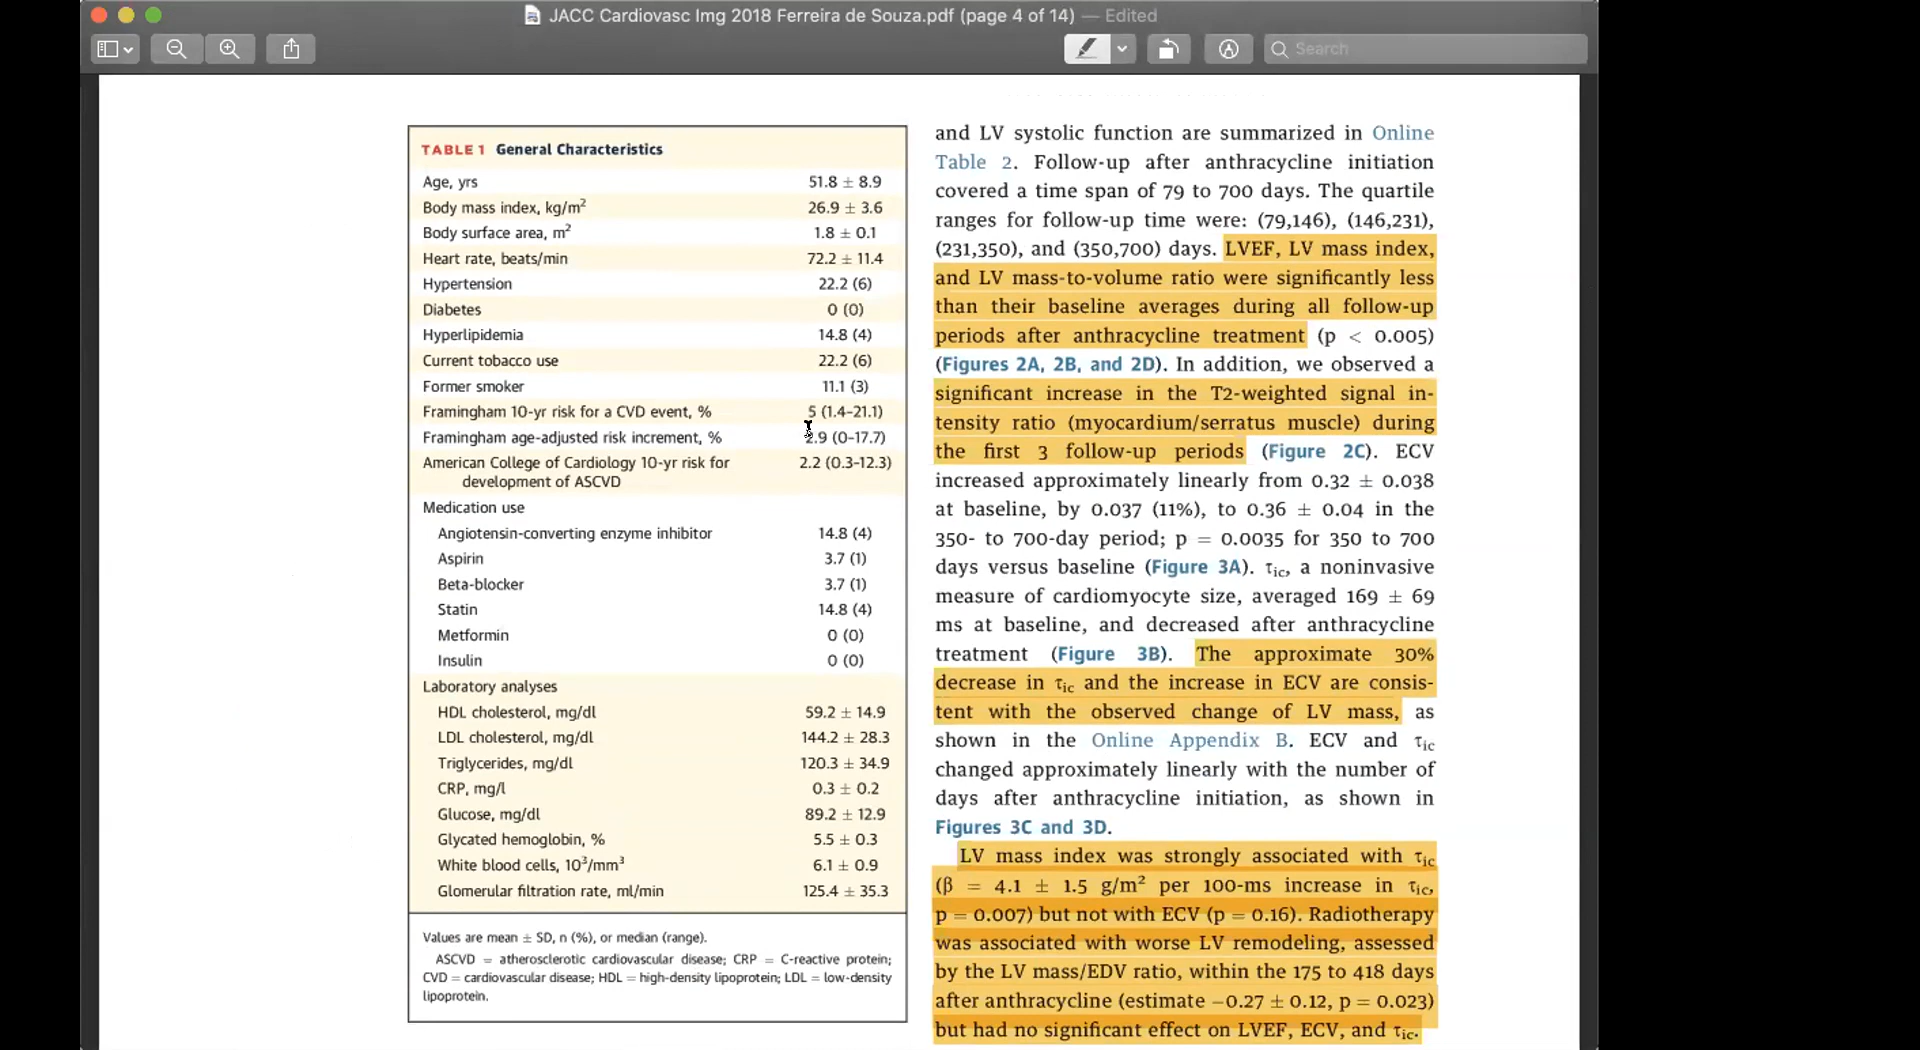 JACC Cardiovasc Img 2018 Ferreira de Souza.pdf (page 4 of 14) — Edited
Search
TABLE 1 General Characteristics
Age, yrs 51.8 ± 8.9
Body mass index, kg/m² 26.9 ± 3.6
Body surface area, m² 1.8 ± 0.1
Heart rate, beats/min 72.2 ± 11.4
Hypertension 22.2 (6)
Diabetes 0 (0)
Hyperlipidemia 14.8 (4)
Current tobacco use 22.2 (6)
Former smoker 11.1 (3)
Framingham 10-yr risk for a CVD event, % 5 (1.4–21.1)
Framingham age-adjusted risk increment, % 2.9 (0–17.7)
American College of Cardiology 10-yr risk for 2.2 (0.3–12.3)
development of ASCVD
Medication use
Angiotensin-converting enzyme inhibitor 14.8 (4)
Aspirin 3.7 (1)
Beta-blocker 3.7 (1)
Statin 14.8 (4)
Metformin 0 (0)
Insulin 0 (0)
Laboratory analyses
HDL cholesterol, mg/dl 59.2 ± 14.9
LDL cholesterol, mg/dl 144.2 ± 28.3
Triglycerides, mg/dl 120.3 ± 34.9
CRP, mg/l 0.3 ± 0.2
Glucose, mg/dl 89.2 ± 12.9
Glycated hemoglobin, % 5.5 ± 0.3
White blood cells, 10³/mm³ 6.1 ± 0.9
Glomerular filtration rate, ml/min 125.4 ± 35.3
Values are mean ± SD, n (%), or median (range).
ASCVD = atherosclerotic cardiovascular disease; CRP = C-reactive protein;
CVD = cardiovascular disease; HDL = high-density lipoprotein; LDL = low-density
lipoprotein.
and LV systolic function are summarized in Online
Table 2. Follow-up after anthracycline initiation
covered a time span of 79 to 700 days. The quartile
ranges for follow-up time were: (79,146), (146,231),
(231,350), and (350,700) days. LVEF, LV mass index,
and LV mass-to-volume ratio were significantly less
than their baseline averages during all follow-up
periods after anthracycline treatment (p < 0.005)
(Figures 2A, 2B, and 2D). In addition, we observed a
significant increase in the T2-weighted signal in-
tensity ratio (myocardium/serratus muscle) during
the first 3 follow-up periods (Figure 2C). ECV
increased approximately linearly from 0.32 ± 0.038
at baseline, by 0.037 (11%), to 0.36 ± 0.04 in the
350- to 700-day period; p = 0.0035 for 350 to 700
days versus baseline (Figure 3A). τic, a noninvasive
measure of cardiomyocyte size, averaged 169 ± 69
ms at baseline, and decreased after anthracycline
treatment (Figure 3B). The approximate 30%
decrease in τic and the increase in ECV are consis-
tent with the observed change of LV mass, as
shown in the Online Appendix B. ECV and τic
changed approximately linearly with the number of
days after anthracycline initiation, as shown in
Figures 3C and 3D.
LV mass index was strongly associated with τic
(β = 4.1 ± 1.5 g/m² per 100-ms increase in τic,
p = 0.007) but not with ECV (p = 0.16). Radiotherapy
was associated with worse LV remodeling, assessed
by the LV mass/EDV ratio, within the 175 to 418 days
after anthracycline (estimate −0.27 ± 0.12, p = 0.023)
but had no significant effect on LVEF, ECV, and τic.